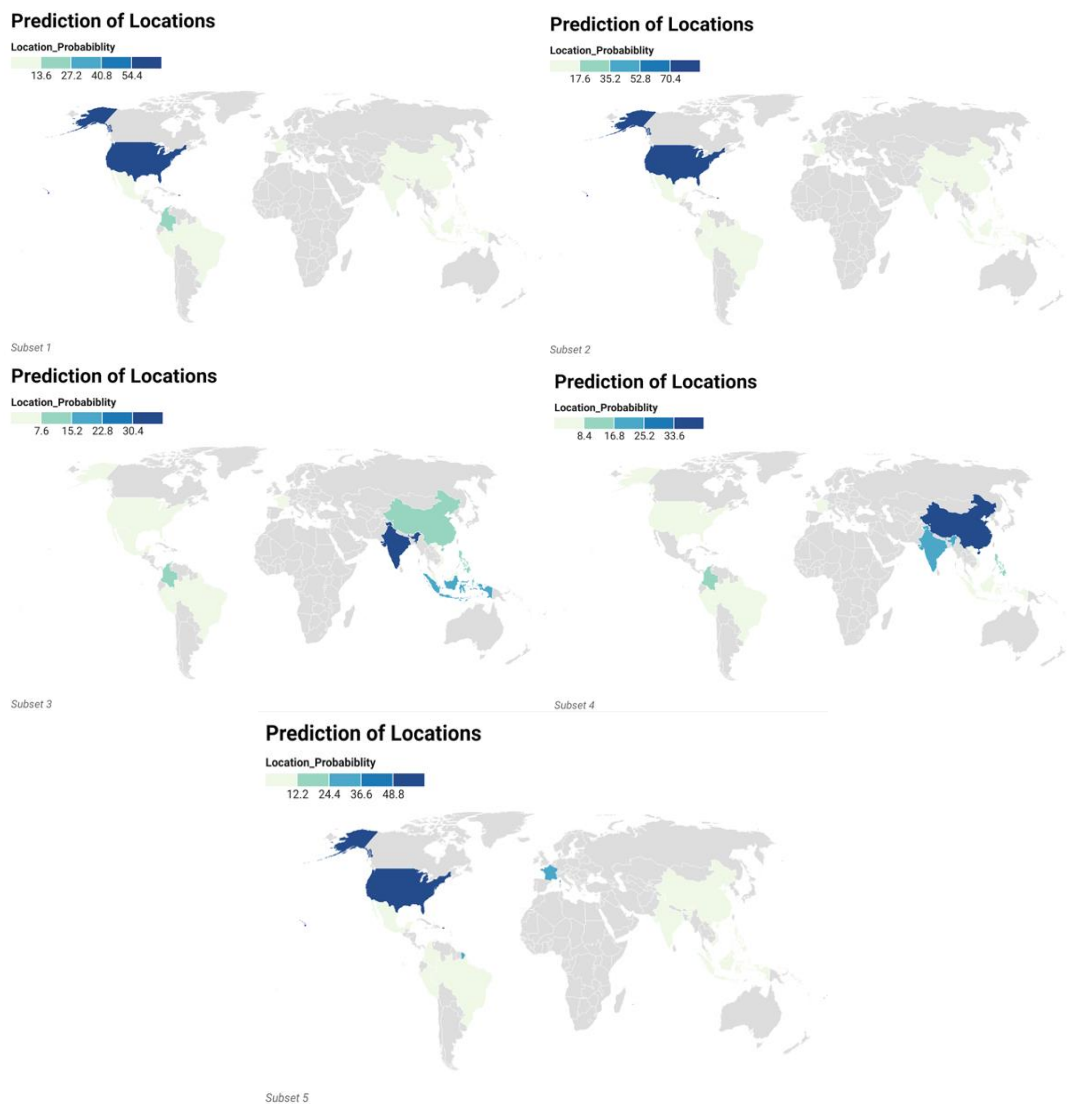 Prediction of Locations
Location_Probabiblity
13.6 27.2 40.8 54.4
Subset 1
Prediction of Locations
Location_Probabiblity
17.6 35.2 52.8 70.4
Subset 2
Prediction of Locations
Location_Probabiblity
7.6 15.2 22.8 30.4
Subset 3
Prediction of Locations
Location_Probabiblity
8.4 16.8 25.2 33.6
Subset 4
Prediction of Locations
Location_Probabiblity
12.2 24.4 36.6 48.8
Subset 5